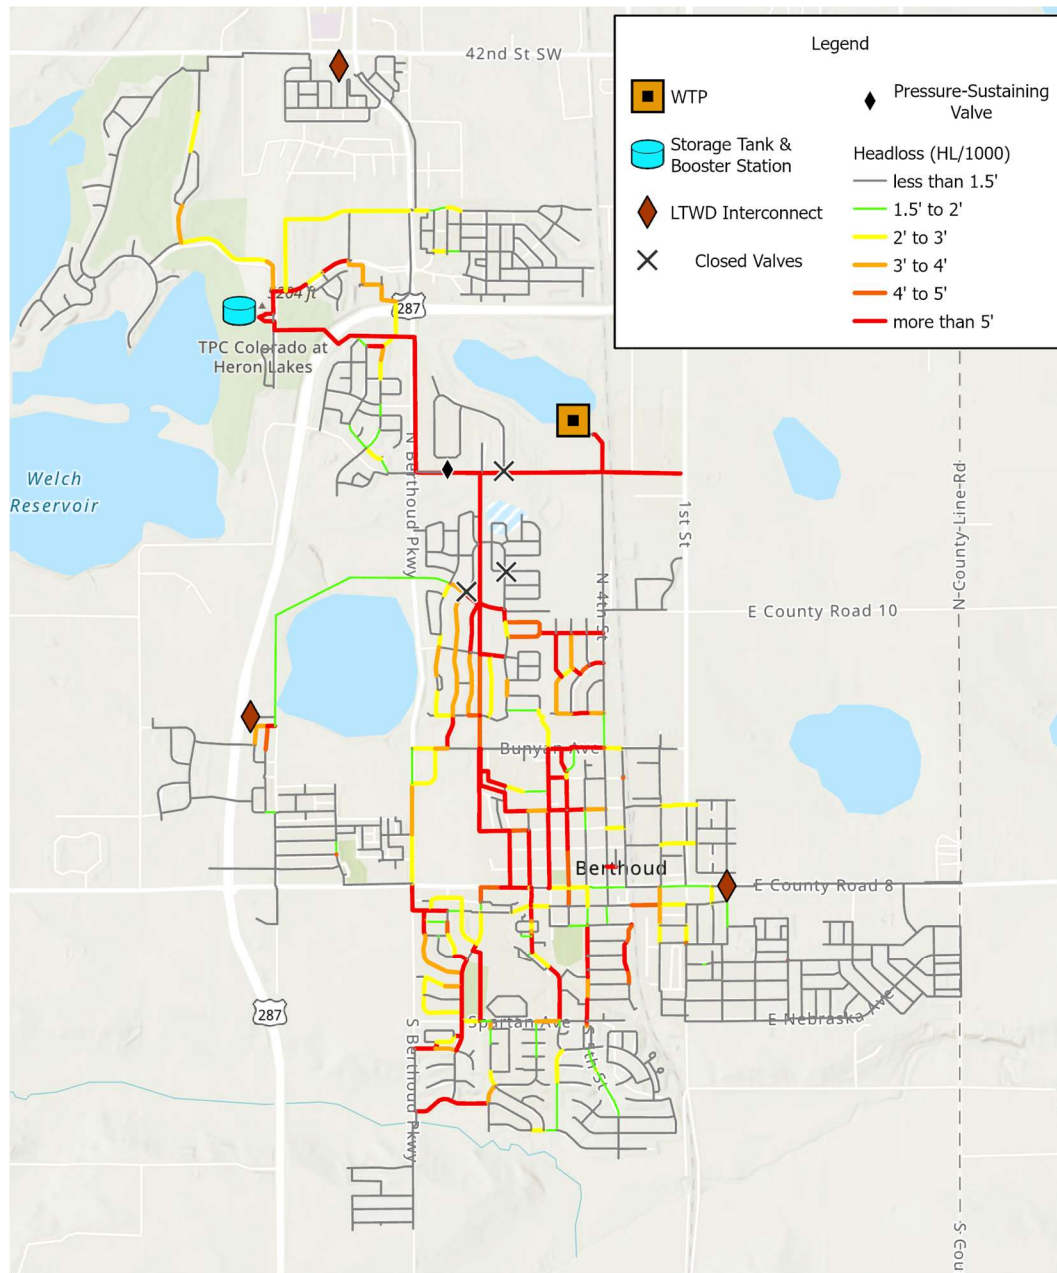 42nd St SW
Legend
WTP
Pressure-Sustaining
Valve
Storage Tank &
Booster Station
LTWD Interconnect
Closed Valves
Headloss (HL/1000)
less than 1.5'
1.5' to 2'
2' to 3'
3' to 4'
4' to 5'
more than 5'
5204 ft
287
TPC Colorado at
Heron Lakes
Welch
Reservoir
N Berthoud Pkwy
1st St
N County Line Rd
N 4th St
E County Road 10
Bunyan Ave
Berthoud
E County Road 8
287
Spartan Ave
E Nebraska Ave
S Berthoud Pkwy
S Cou